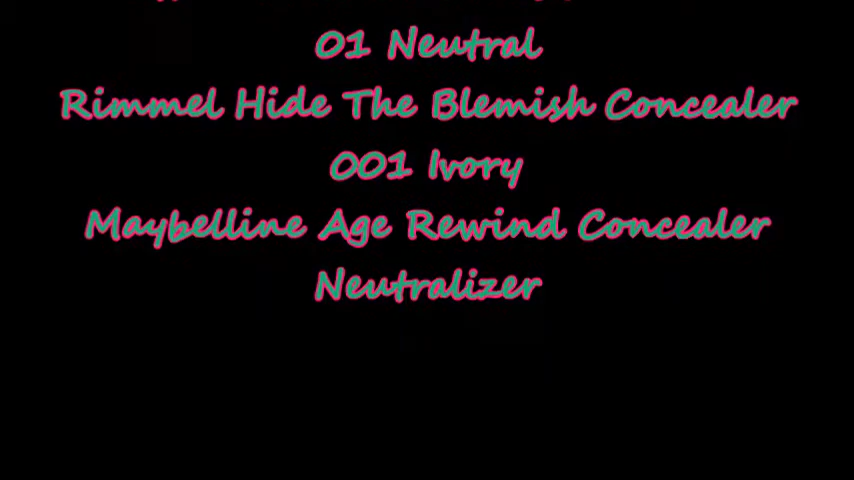 01 Neutral
Rimmel Hide The Blemish Concealer
001 Ivory
Maybelline Age Rewind Concealer
Neutralizer